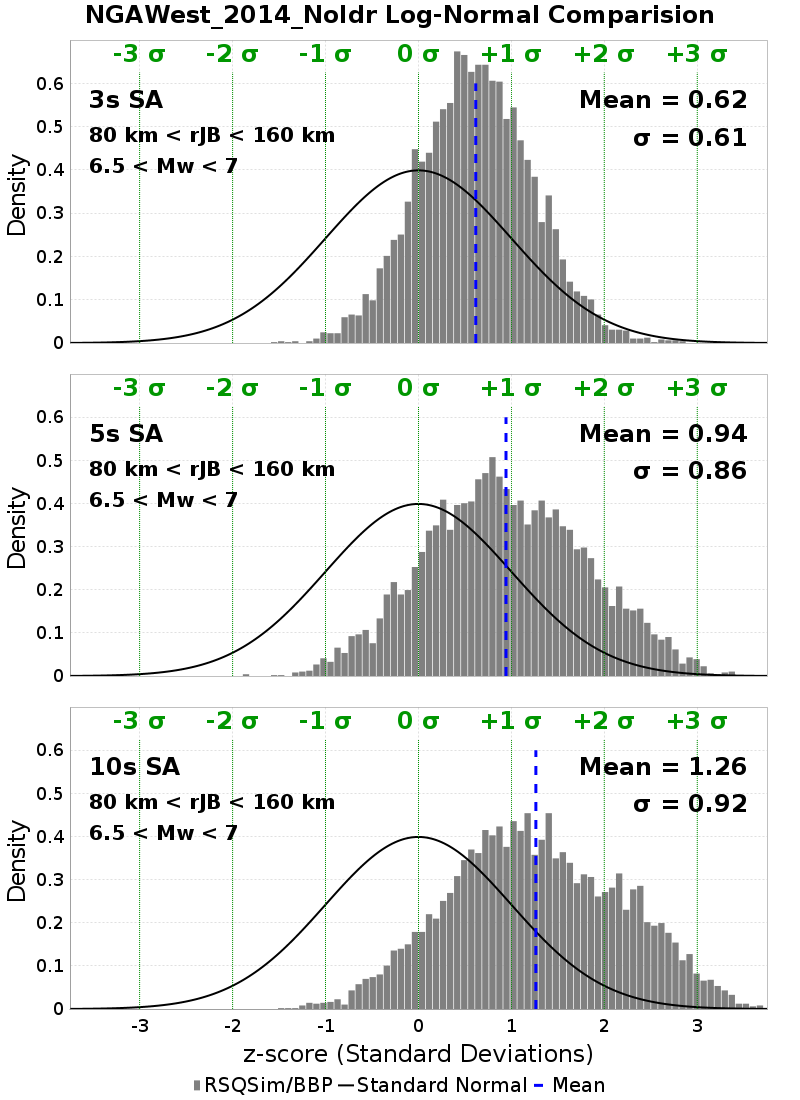 NGAWest_2014_NoIdr Log-Normal Comparision
-3 σ -2 σ -1 σ 0 σ +1 σ +2 σ +3 σ
3s SA
Mean = 0.62
80 km < rJB < 160 km
σ = 0.61
6.5 < Mw < 7
0.6
0.5
0.4
0.3
0.2
0.1
0
Density
-3 σ -2 σ -1 σ 0 σ +1 σ +2 σ +3 σ
5s SA
Mean = 0.94
80 km < rJB < 160 km
σ = 0.86
6.5 < Mw < 7
0.6
0.5
0.4
0.3
0.2
0.1
0
Density
-3 σ -2 σ -1 σ 0 σ +1 σ +2 σ +3 σ
10s SA
Mean = 1.26
80 km < rJB < 160 km
σ = 0.92
6.5 < Mw < 7
0.6
0.5
0.4
0.3
0.2
0.1
0
Density
-3 -2 -1 0 1 2 3
z-score (Standard Deviations)
RSQSim/BBP Standard Normal Mean